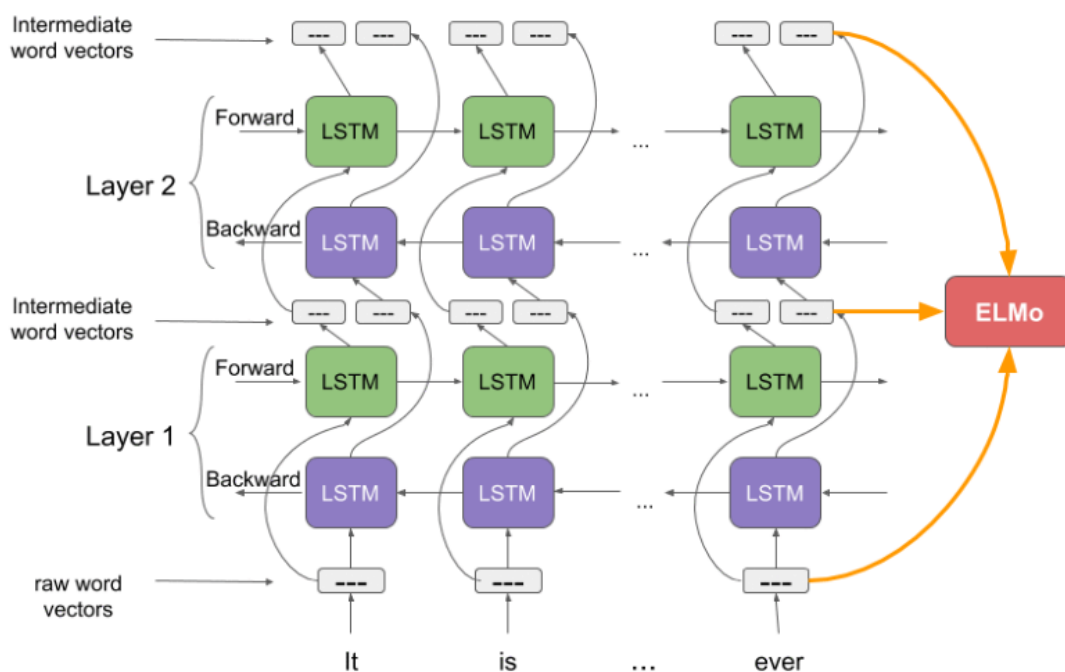 Intermediate
word vectors
--- --- --- --- --- ---
Forward
LSTM LSTM ... LSTM
Layer 2
Backward
LSTM LSTM ... LSTM
Intermediate
word vectors
--- --- --- --- --- ---
ELMo
Forward
LSTM LSTM ... LSTM
Layer 1
Backward
LSTM LSTM ... LSTM
raw word
vectors
--- --- ---
It is ... ever